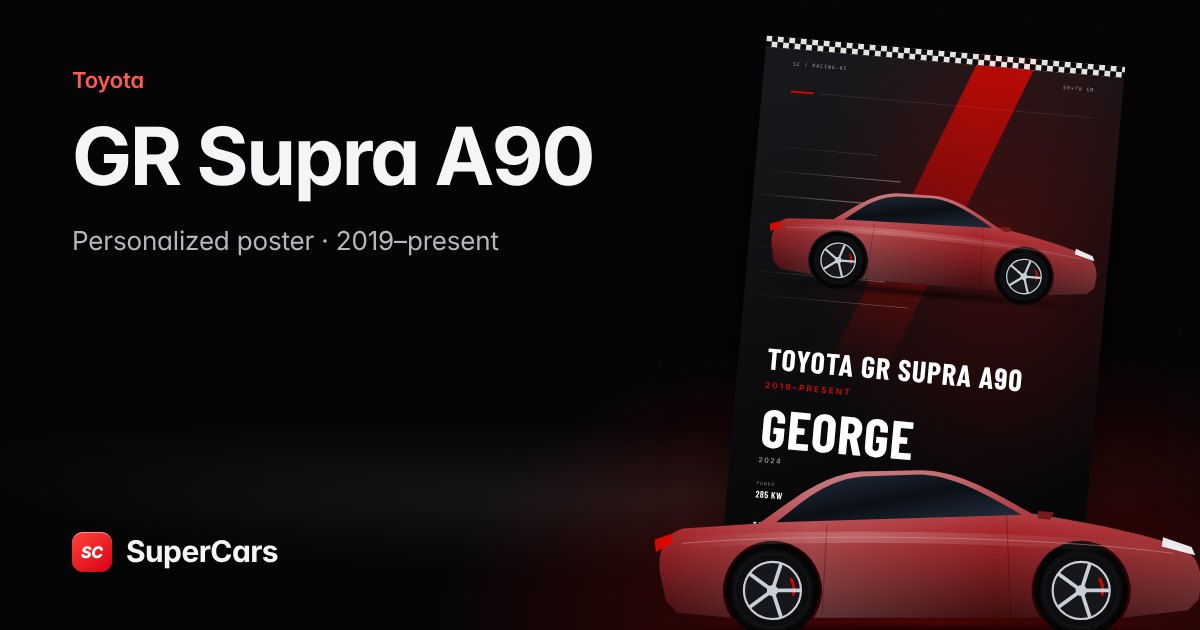 Toyota
GR Supra A90
Personalized poster · 2019–present
SC SuperCars
SC / RACING-01
50×70 CM
TOYOTA GR SUPRA A90
2019–PRESENT
GEORGE
2024
POWER
285 KW